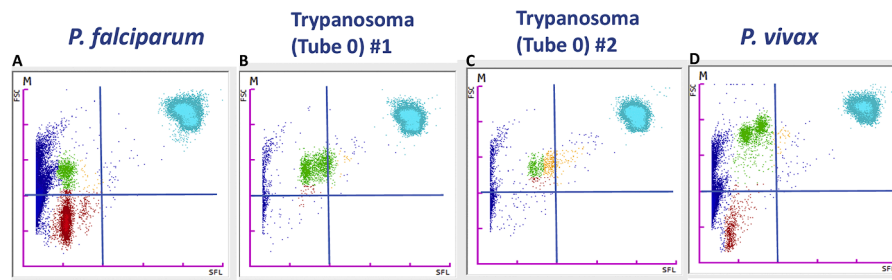 P. falciparum
Trypanosoma
(Tube 0) #1
Trypanosoma
(Tube 0) #2
P. vivax
A
B
C
D
M
M
M
M
FSC
FSC
FSC
FSC
SFL
SFL
SFL
SFL